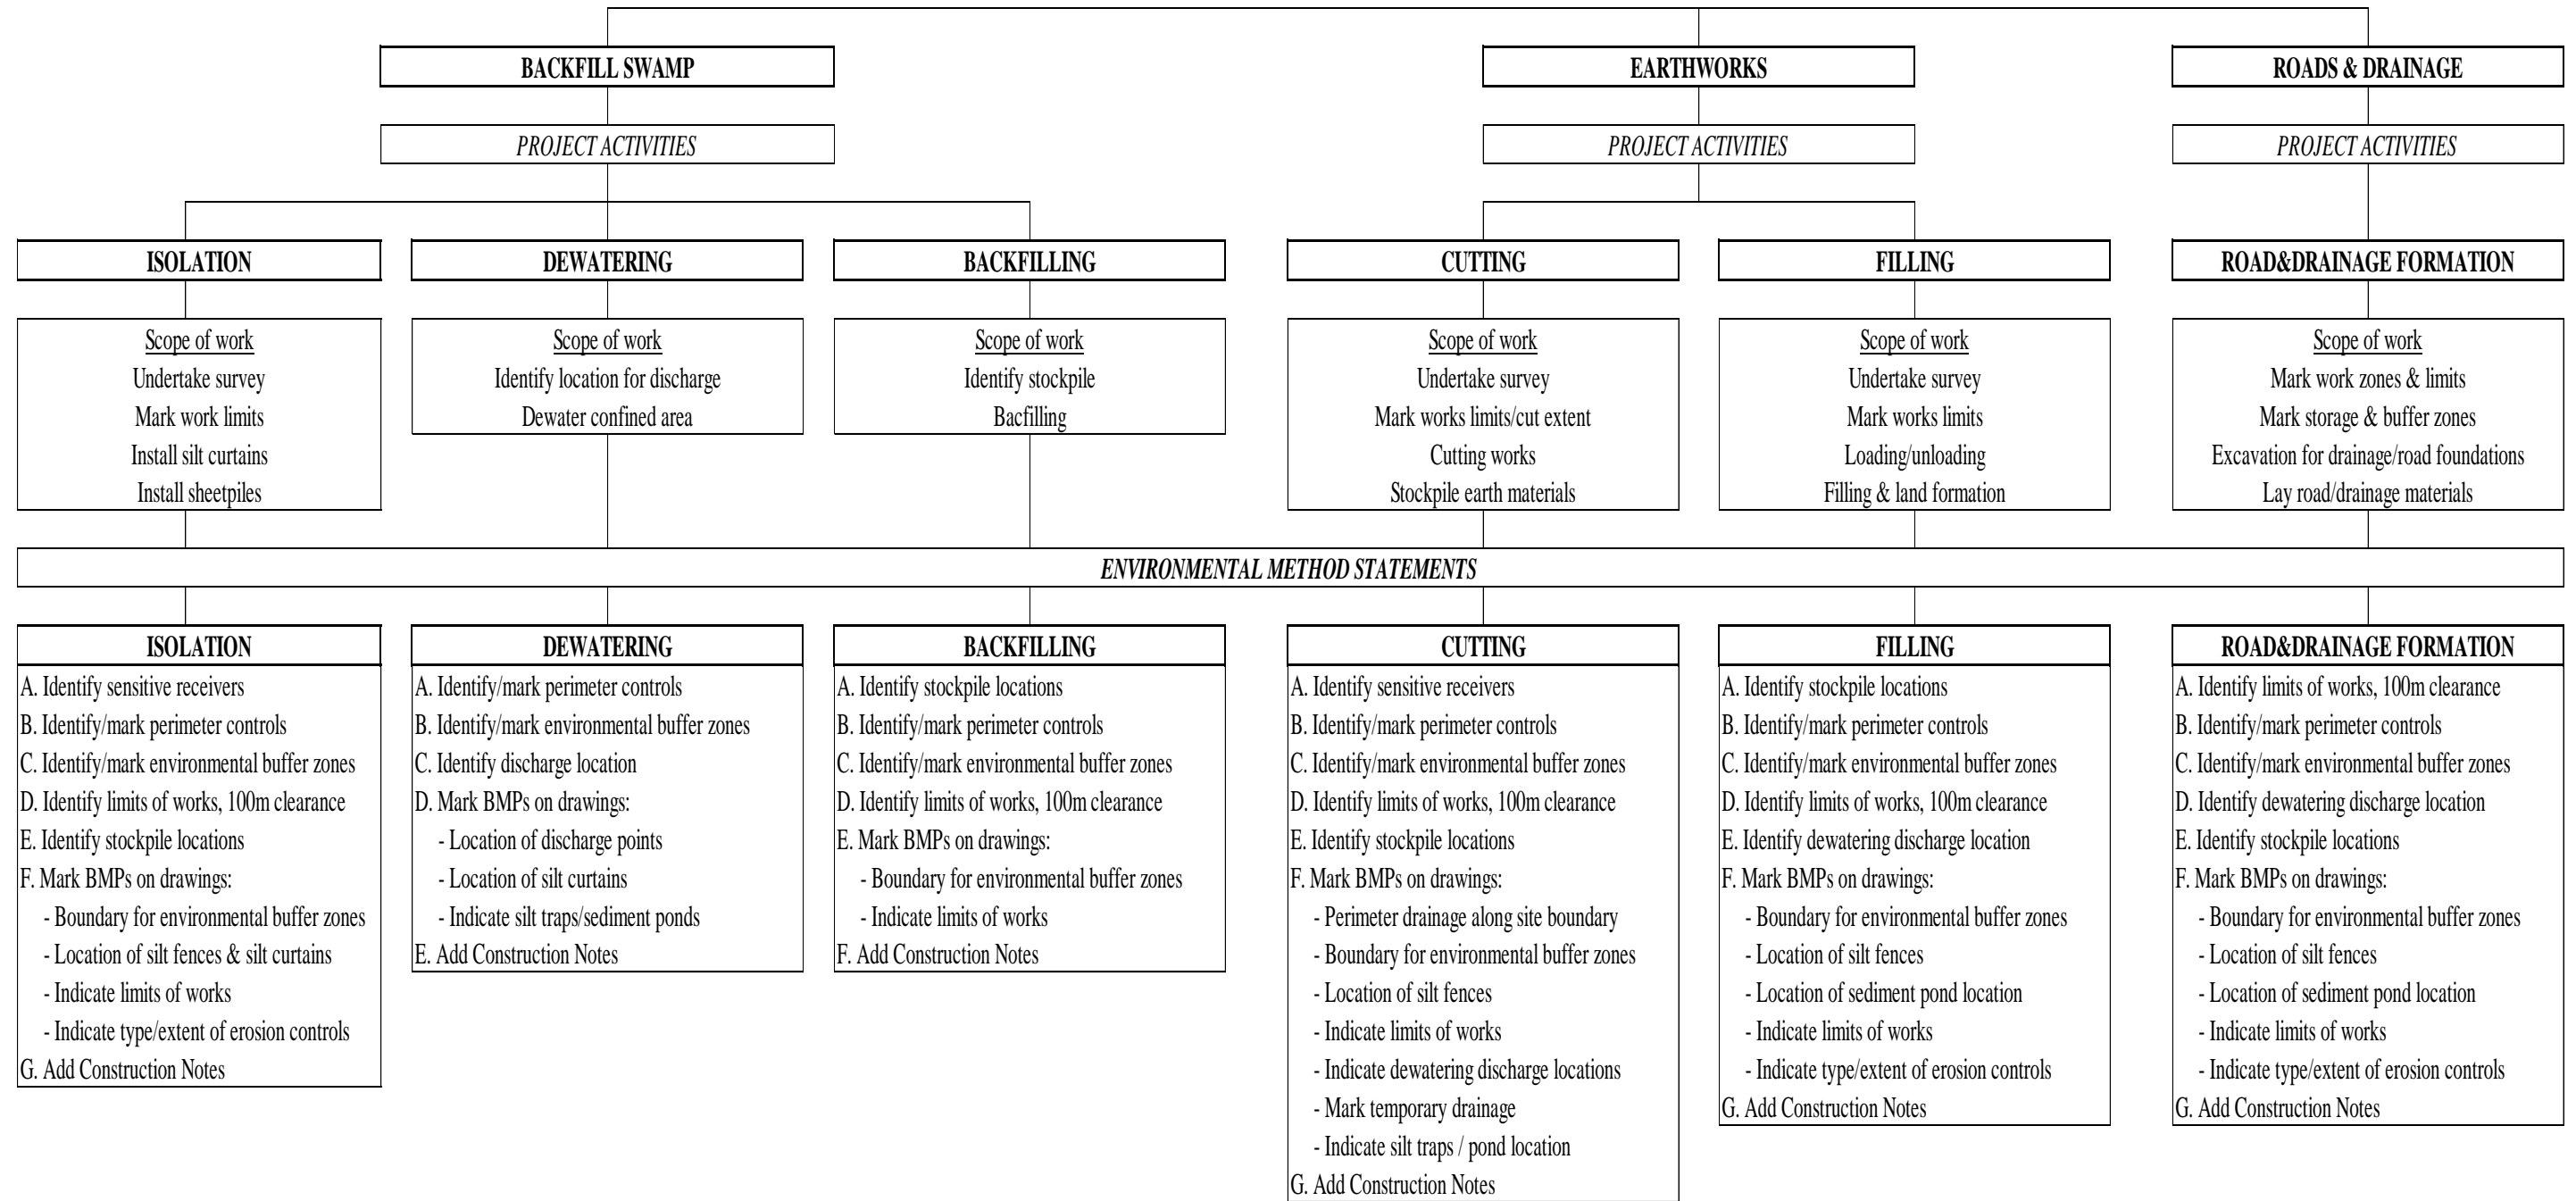 BACKFILL SWAMP
EARTHWORKS
ROADS & DRAINAGE
PROJECT ACTIVITIES
PROJECT ACTIVITIES
PROJECT ACTIVITIES
ISOLATION
DEWATERING
BACKFILLING
CUTTING
FILLING
ROAD&DRAINAGE FORMATION
Scope of work
Undertake survey
Mark work limits
Install silt curtains
Install sheetpiles
Scope of work
Identify location for discharge
Dewater confined area
Scope of work
Identify stockpile
Bacfilling
Scope of work
Undertake survey
Mark works limits/cut extent
Cutting works
Stockpile earth materials
Scope of work
Undertake survey
Mark works limits
Loading/unloading
Filling & land formation
Scope of work
Mark work zones & limits
Mark storage & buffer zones
Excavation for drainage/road foundations
Lay road/drainage materials
ENVIRONMENTAL METHOD STATEMENTS
ISOLATION
A. Identify sensitive receivers
B. Identify/mark perimeter controls
C. Identify/mark environmental buffer zones
D. Identify limits of works, 100m clearance
E. Identify stockpile locations
F. Mark BMPs on drawings:
- Boundary for environmental buffer zones
- Location of silt fences & silt curtains
- Indicate limits of works
- Indicate type/extent of erosion controls
G. Add Construction Notes
DEWATERING
A. Identify/mark perimeter controls
B. Identify/mark environmental buffer zones
C. Identify discharge location
D. Mark BMPs on drawings:
- Location of discharge points
- Location of silt curtains
- Indicate silt traps/sediment ponds
E. Add Construction Notes
BACKFILLING
A. Identify stockpile locations
B. Identify/mark perimeter controls
C. Identify/mark environmental buffer zones
D. Identify limits of works, 100m clearance
E. Mark BMPs on drawings:
- Boundary for environmental buffer zones
- Indicate limits of works
F. Add Construction Notes
CUTTING
A. Identify sensitive receivers
B. Identify/mark perimeter controls
C. Identify/mark environmental buffer zones
D. Identify limits of works, 100m clearance
E. Identify stockpile locations
F. Mark BMPs on drawings:
- Perimeter drainage along site boundary
- Boundary for environmental buffer zones
- Location of silt fences
- Indicate limits of works
- Indicate dewatering discharge locations
- Mark temporary drainage
- Indicate silt traps / pond location
G. Add Construction Notes
FILLING
A. Identify stockpile locations
B. Identify/mark perimeter controls
C. Identify/mark environmental buffer zones
D. Identify limits of works, 100m clearance
E. Identify dewatering discharge location
F. Mark BMPs on drawings:
- Boundary for environmental buffer zones
- Location of silt fences
- Location of sediment pond location
- Indicate limits of works
- Indicate type/extent of erosion controls
G. Add Construction Notes
ROAD&DRAINAGE FORMATION
A. Identify limits of works, 100m clearance
B. Identify/mark perimeter controls
C. Identify/mark environmental buffer zones
D. Identify dewatering discharge location
E. Identify stockpile locations
F. Mark BMPs on drawings:
- Boundary for environmental buffer zones
- Location of silt fences
- Location of sediment pond location
- Indicate limits of works
- Indicate type/extent of erosion controls
G. Add Construction Notes